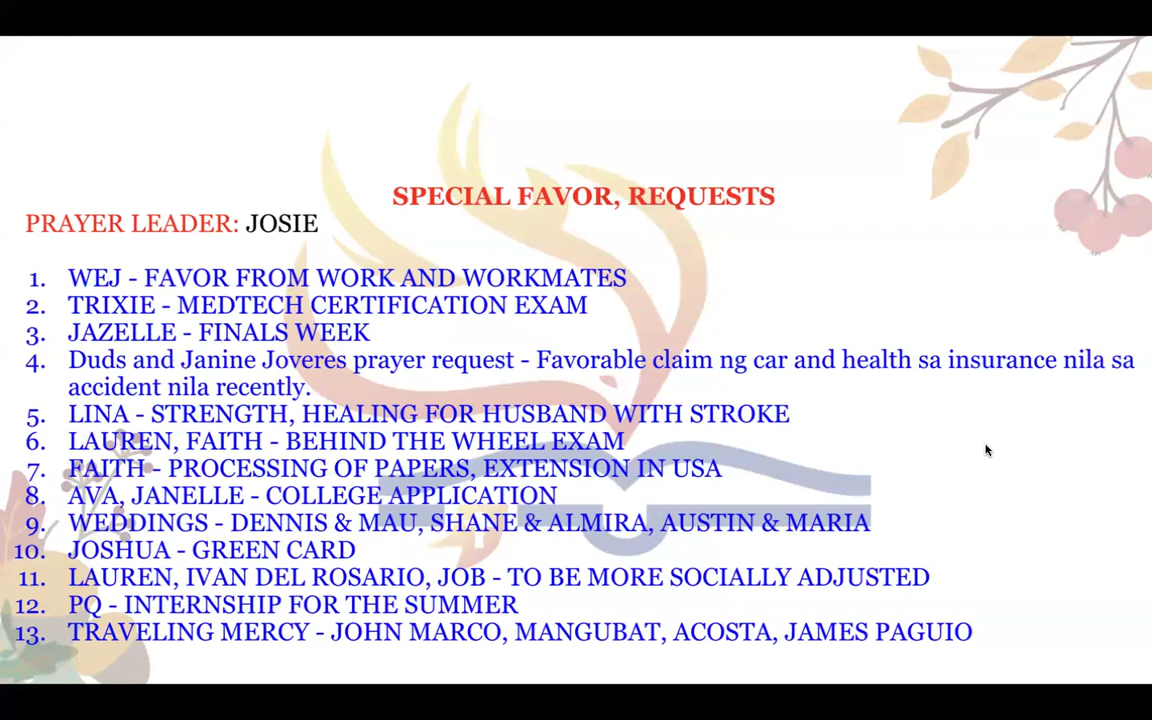 SPECIAL FAVOR, REQUESTS
PRAYER LEADER: JOSIE
1. WEJ - FAVOR FROM WORK AND WORKMATES
2. TRIXIE - MEDTECH CERTIFICATION EXAM
3. JAZELLE - FINALS WEEK
4. Duds and Janine Joveres prayer request - Favorable claim ng car and health sa insurance nila sa
accident nila recently.
5. LINA - STRENGTH, HEALING FOR HUSBAND WITH STROKE
6. LAUREN, FAITH - BEHIND THE WHEEL EXAM
7. FAITH - PROCESSING OF PAPERS, EXTENSION IN USA
8. AVA, JANELLE - COLLEGE APPLICATION
9. WEDDINGS - DENNIS & MAU, SHANE & ALMIRA, AUSTIN & MARIA
10. JOSHUA - GREEN CARD
11. LAUREN, IVAN DEL ROSARIO, JOB - TO BE MORE SOCIALLY ADJUSTED
12. PQ - INTERNSHIP FOR THE SUMMER
13. TRAVELING MERCY - JOHN MARCO, MANGUBAT, ACOSTA, JAMES PAGUIO